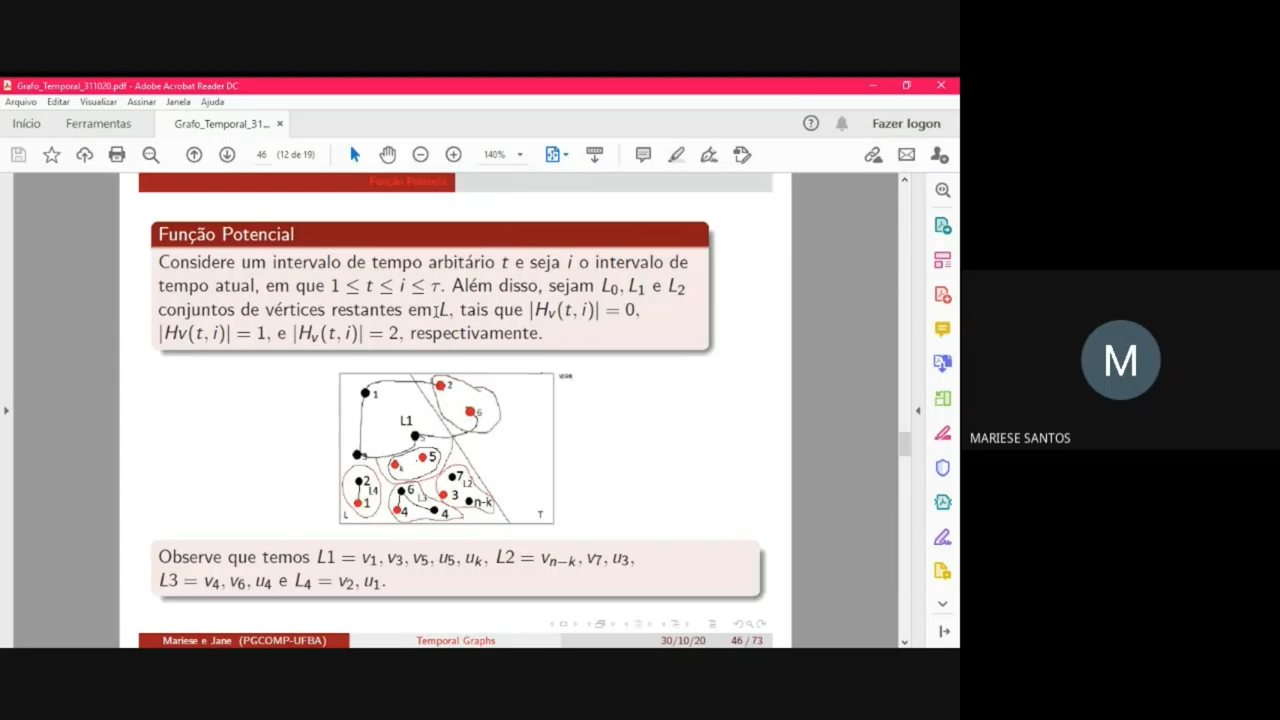 Grafo_Temporal_311020.pdf - Adobe Acrobat Reader DC
Arquivo Editar Visualizar Assinar Janela Ajuda
Início Ferramentas Grafo_Temporal_31... × Fazer logon
46 (12 de 19) 140%
Função Potencial
Função Potencial
Considere um intervalo de tempo arbitário t e seja i o intervalo de
tempo atual, em que 1 ≤ t ≤ i ≤ τ. Além disso, sejam L₀, L₁ e L₂
conjuntos de vértices restantes em L, tais que |Hᵥ(t, i)| = 0,
|Hv(t, i)| = 1, e |Hᵥ(t, i)| = 2, respectivamente.
1 2
6
L1
5
3
k 5
2 L4 1
6 L3 4 4
7 L2 3 n-k
L T
Observe que temos L1 = v₁, v₃, v₅, u₅, uₖ, L2 = vₙ₋ₖ, v₇, u₃,
L3 = v₄, v₆, u₄ e L₄ = v₂, u₁.
Mariese e Jane (PGCOMP-UFBA) Temporal Graphs 30/10/20 46 / 73
M
MARIESE SANTOS